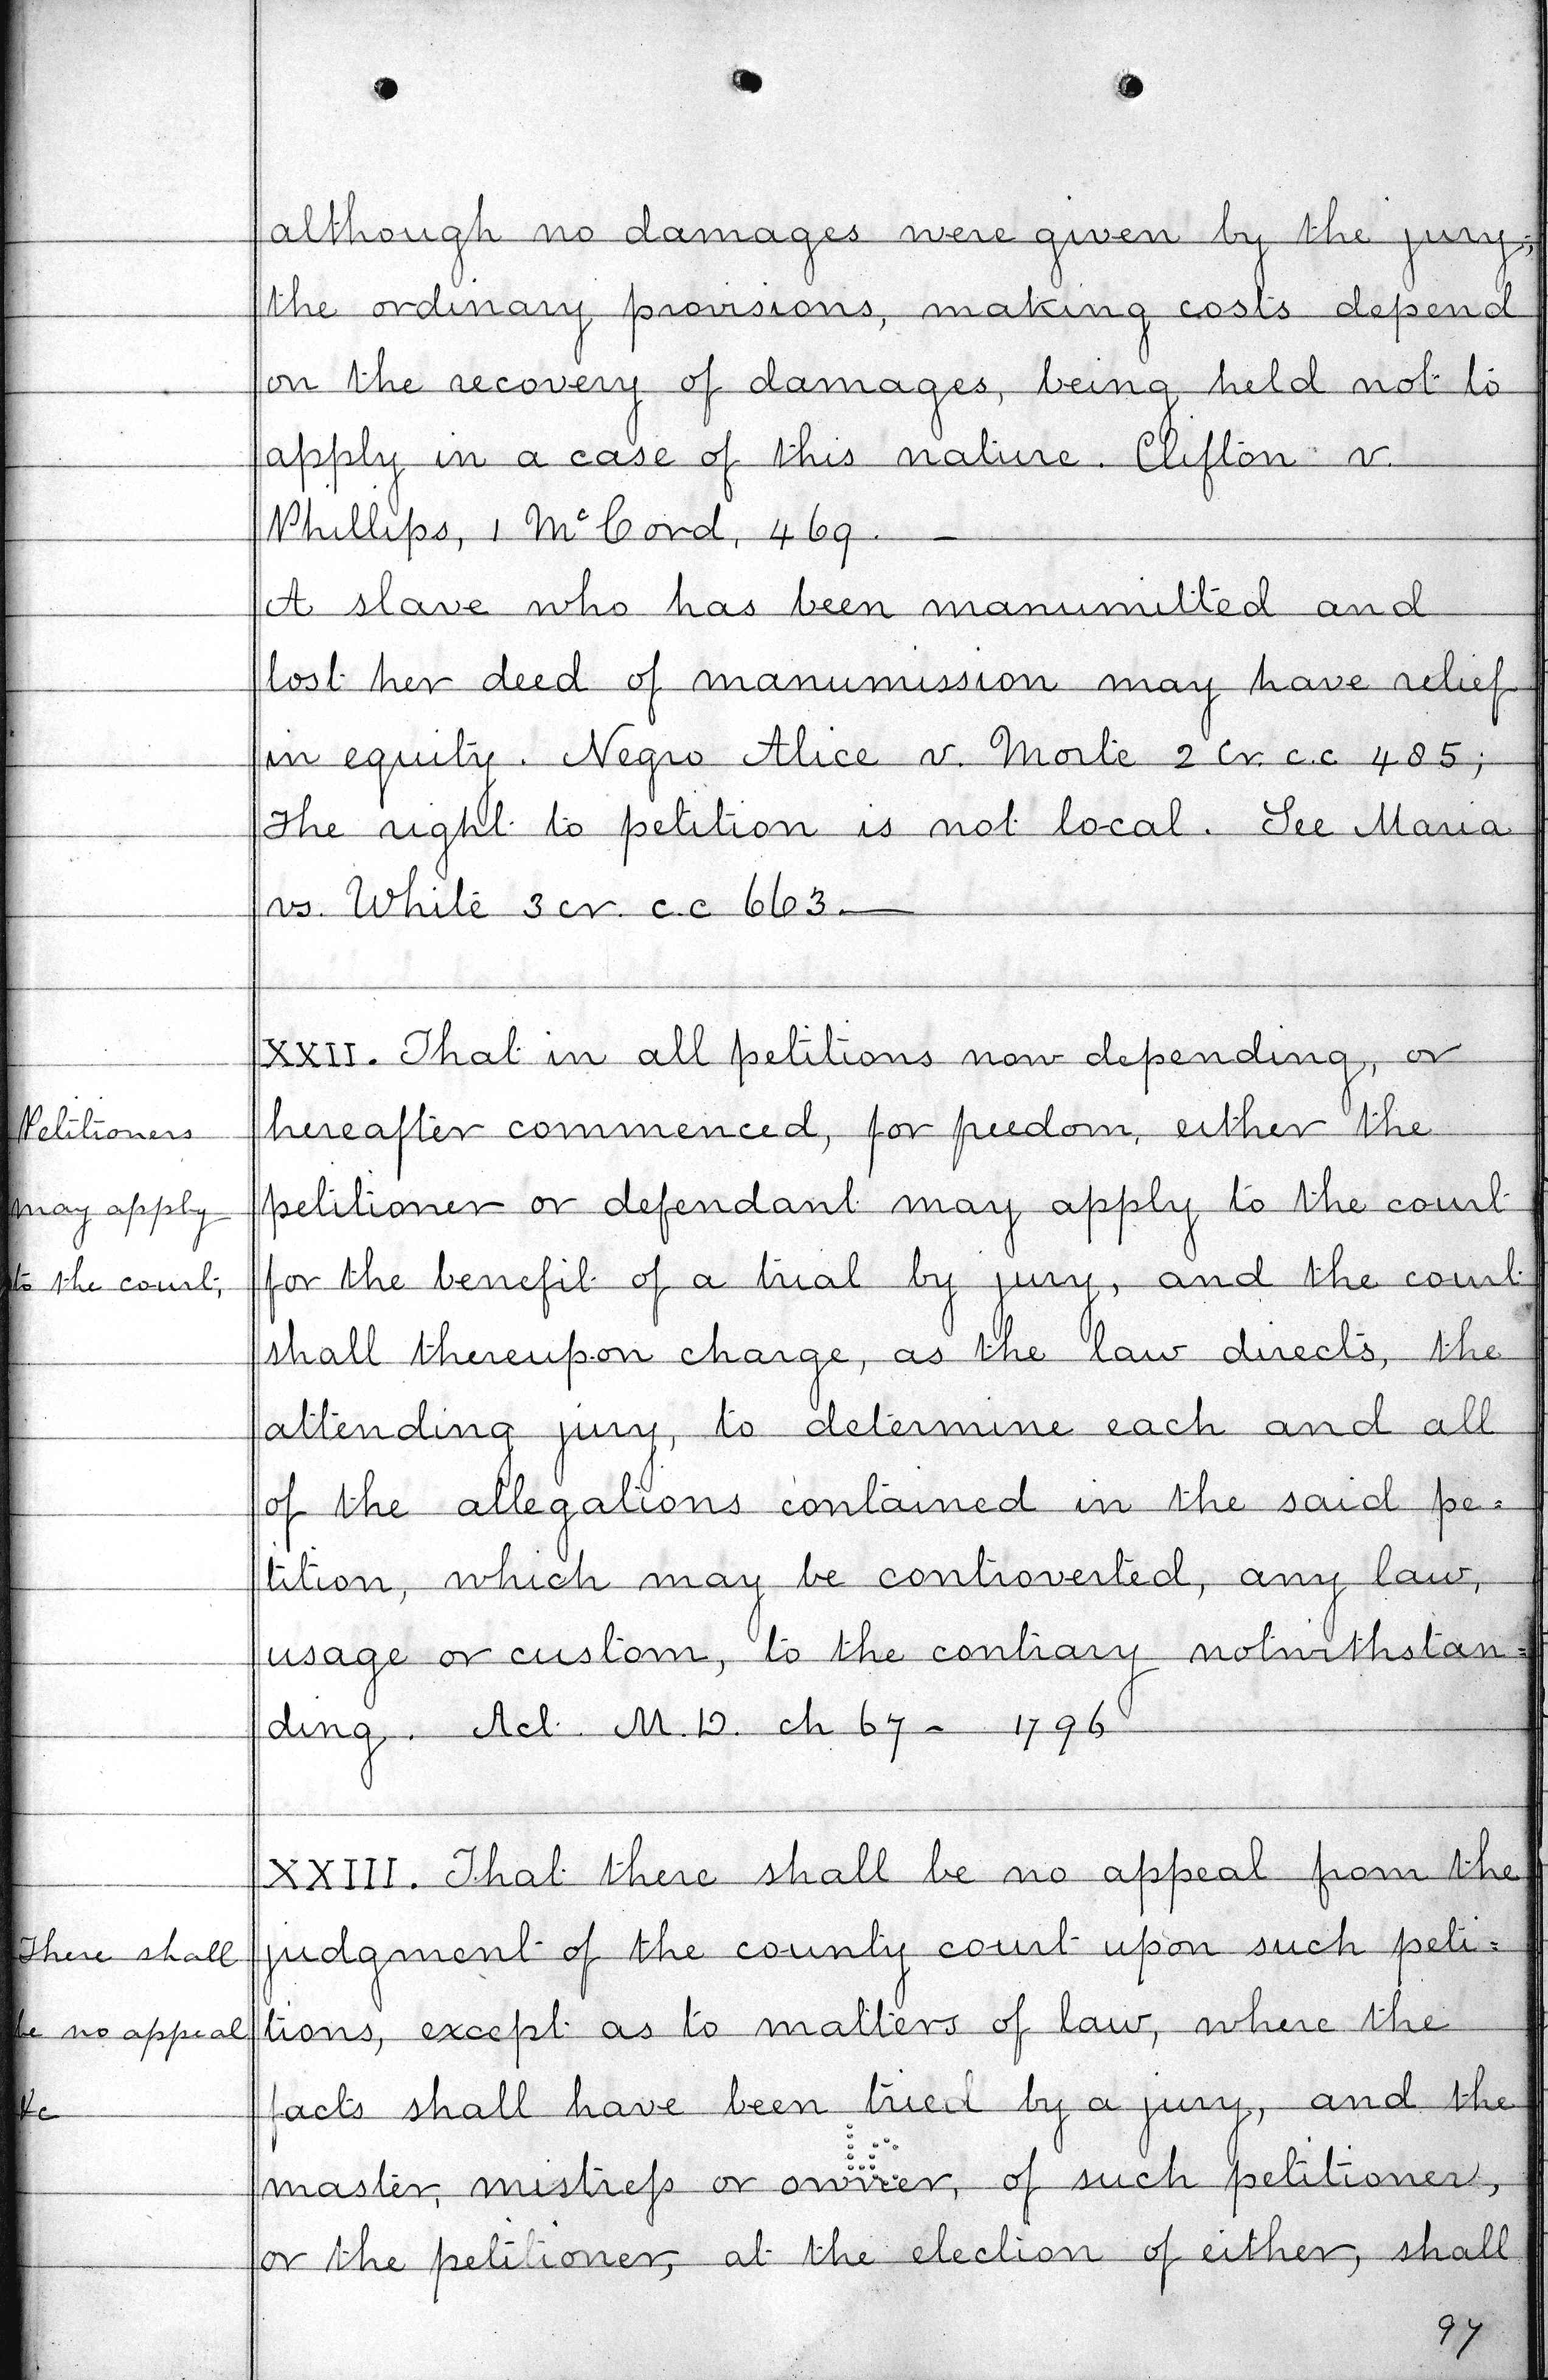 although no damages were given by the jury;
the ordinary provisions, making costs depend
on the recovery of damages, being held not to
apply in a case of this nature. Clifton v.
Phillips, 1 McCord, 469. —
A slave who has been manumitted and
lost her deed of manumission may have relief
in equity. Negro Alice v. Morte 2 Cr. c.c 485;
The right to petition is not local. See Maria
vs. White 3 cr. c.c 663.—
XXII. That in all petitions now depending, or
Petitioners
hereafter commenced, for freedom, either the
may apply
petitioner or defendant may apply to the court
to the court,
for the benefit of a trial by jury, and the court
shall thereupon charge, as the law directs, the
attending jury, to determine each and all
of the allegations contained in the said pe=
tition, which may be controverted, any law,
usage or custom, to the contrary notwithstan=
ding. Act. M.D. ch 67 - 1796
XXIII. That there shall be no appeal from the
There shall
judgment of the county court upon such peti=
be no appeal
tions, except as to matters of law, where the
&c
facts shall have been tried by a jury, and the
master, mistress or owner, of such petitioner,
or the petitioner, at the election of either, shall
97